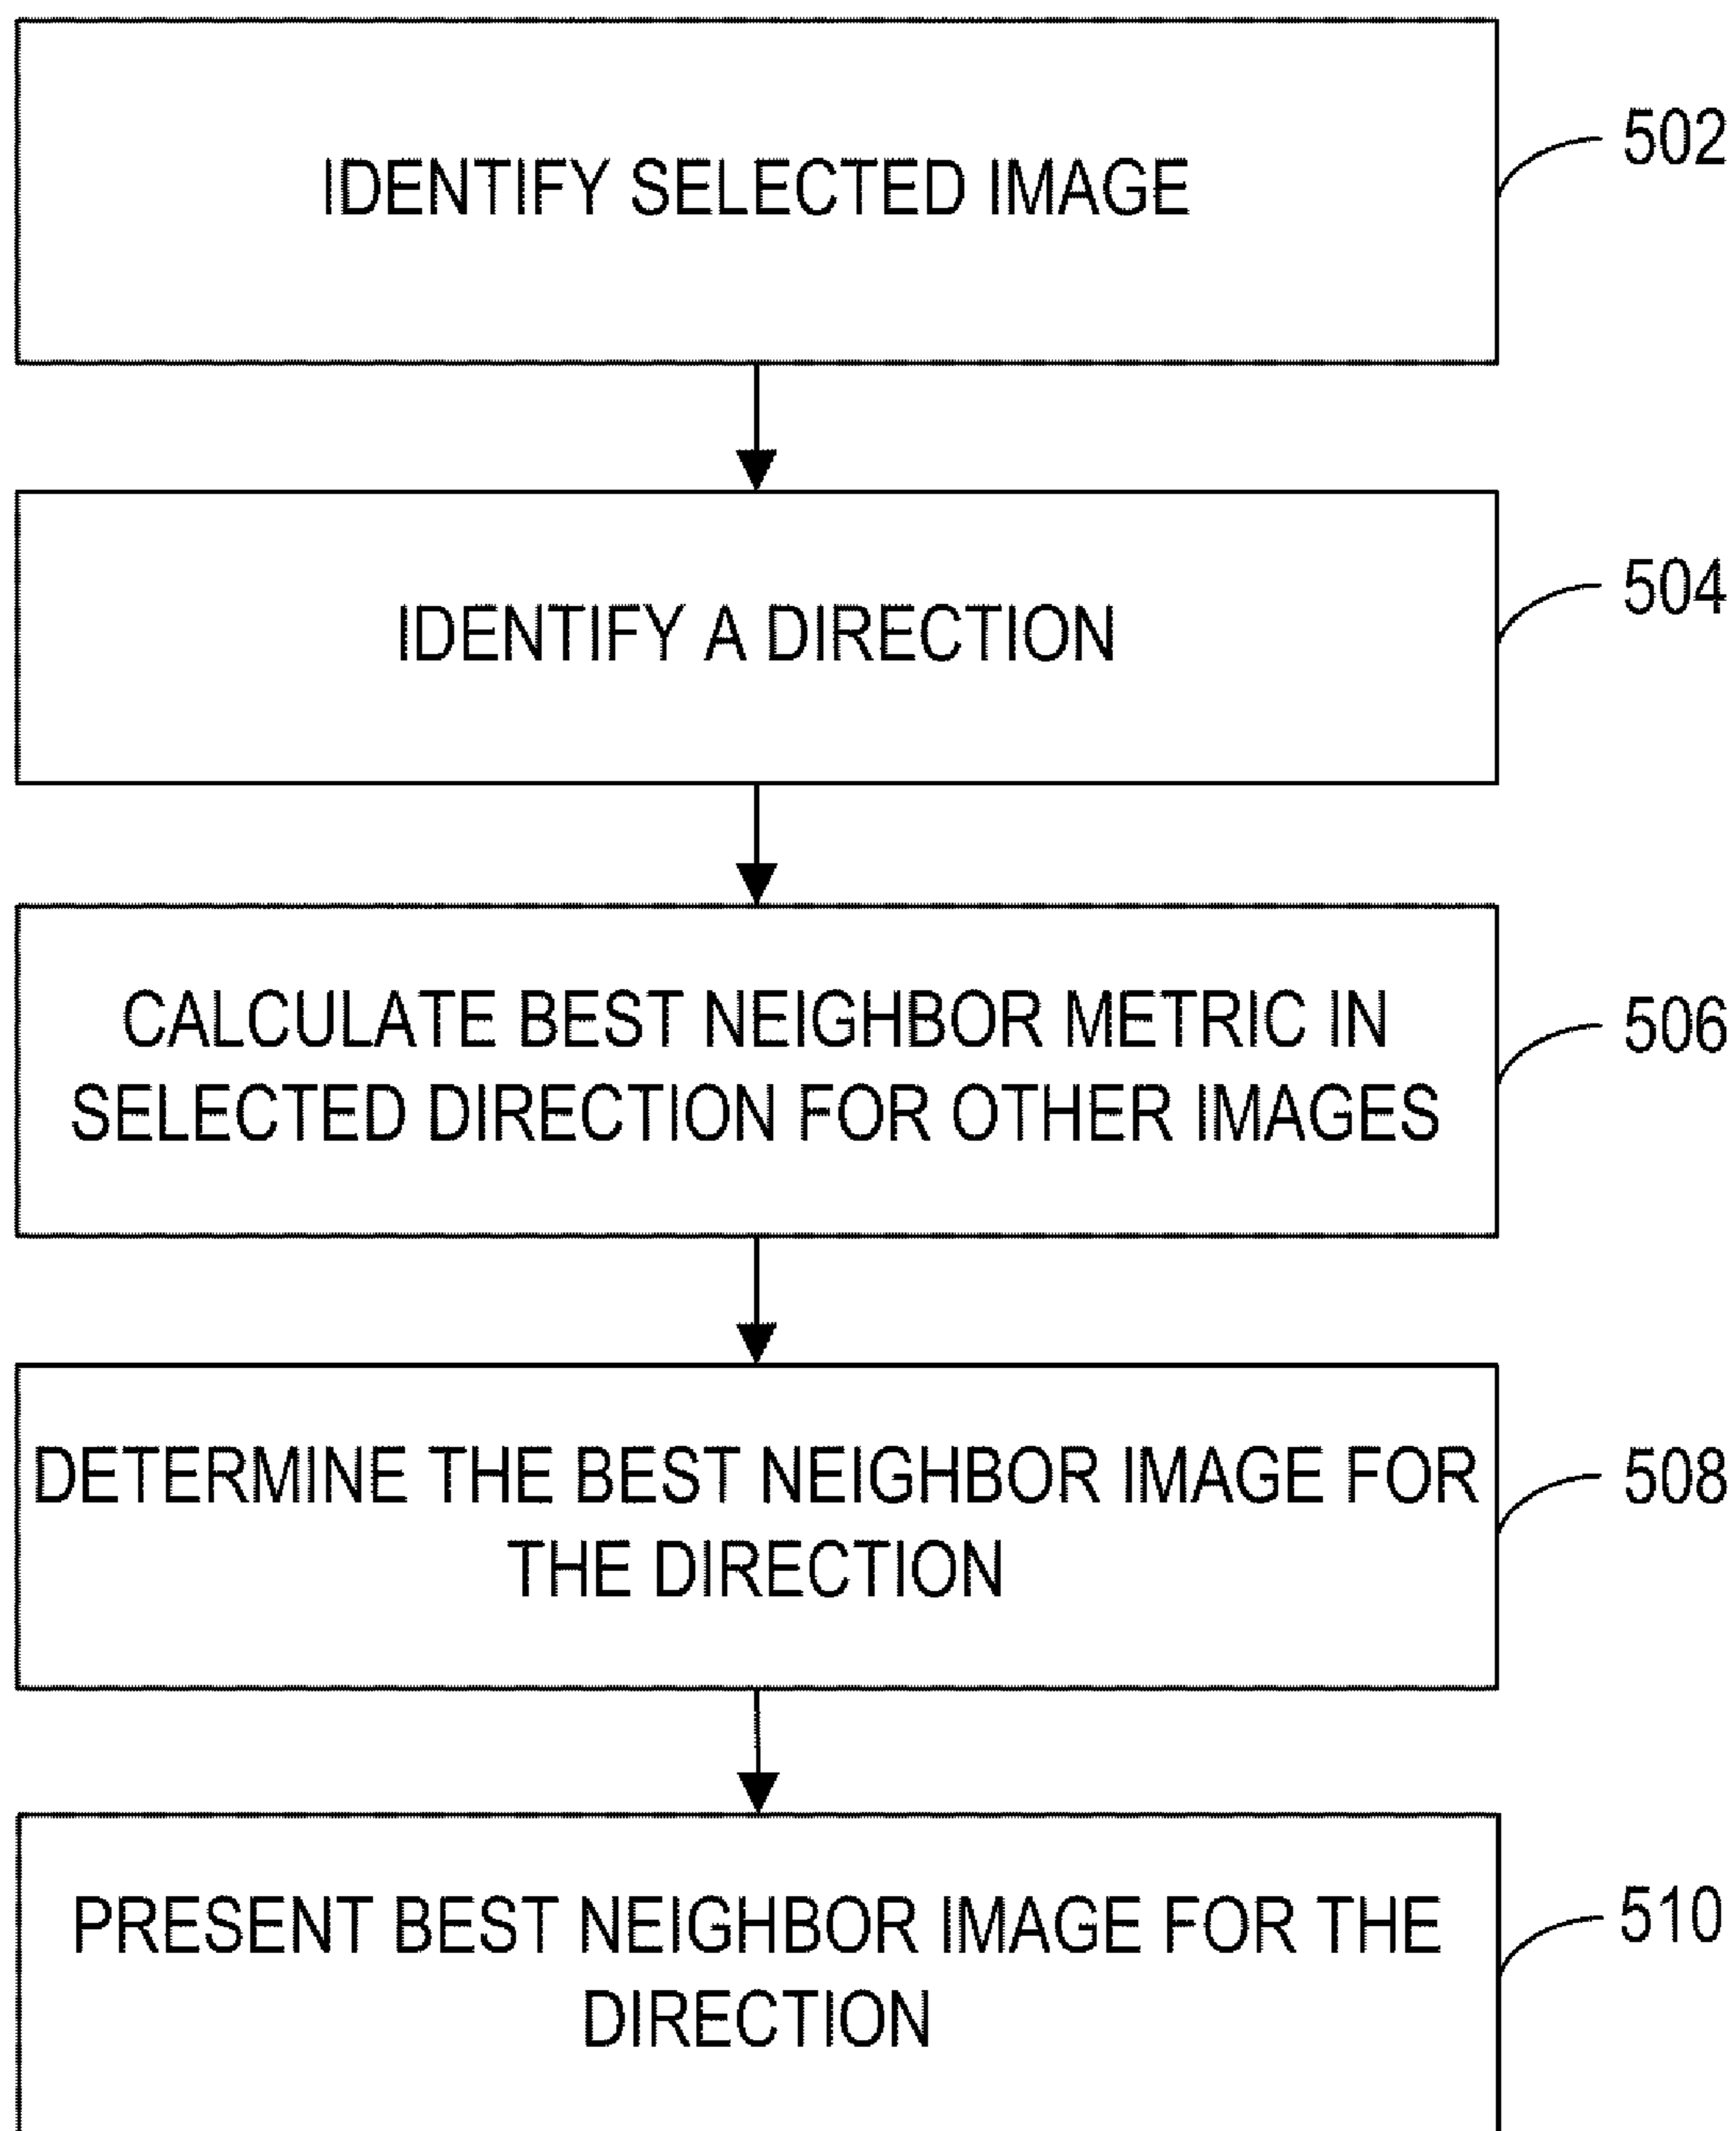 IDENTIFY SELECTED IMAGE
502
IDENTIFY A DIRECTION
504
CALCULATE BEST NEIGHBOR METRIC IN
SELECTED DIRECTION FOR OTHER IMAGES
506
DETERMINE THE BEST NEIGHBOR IMAGE FOR
THE DIRECTION
508
PRESENT BEST NEIGHBOR IMAGE FOR THE
DIRECTION
510